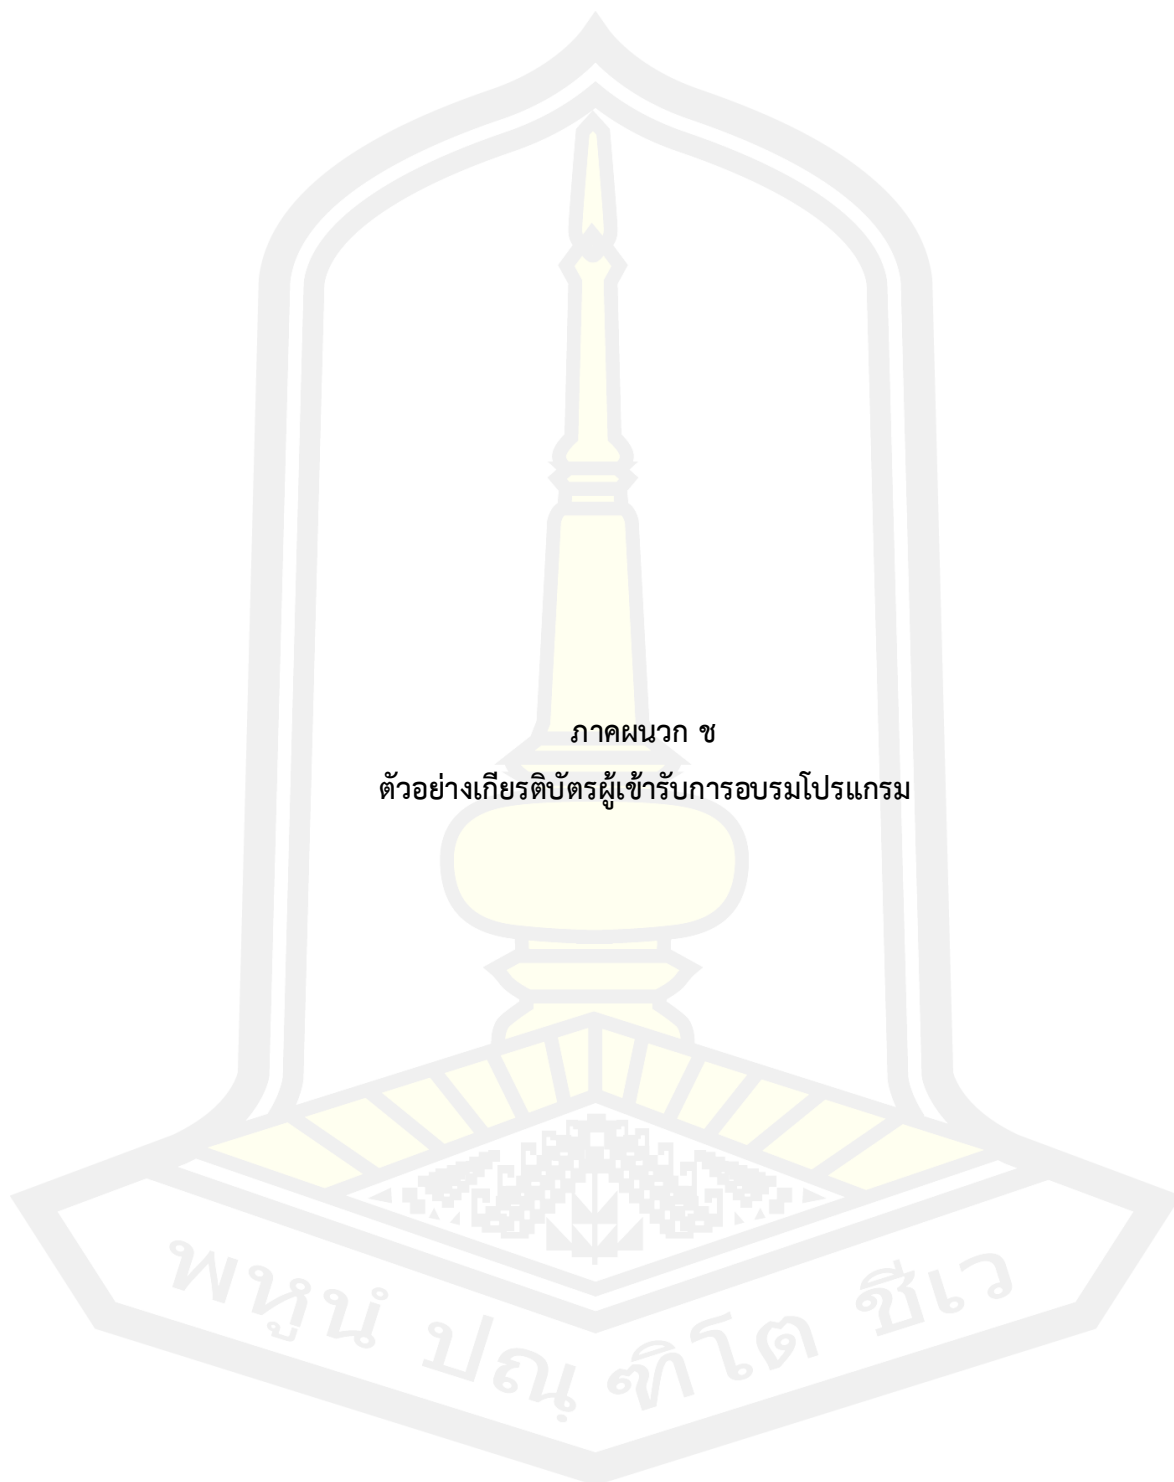 ภาคผนวก ช
ตัวอย่างเกียรติบัตรผู้เข้ารับการอบรมโปรแกรม
พหูนํ ปณฺฑิโต ชีเว